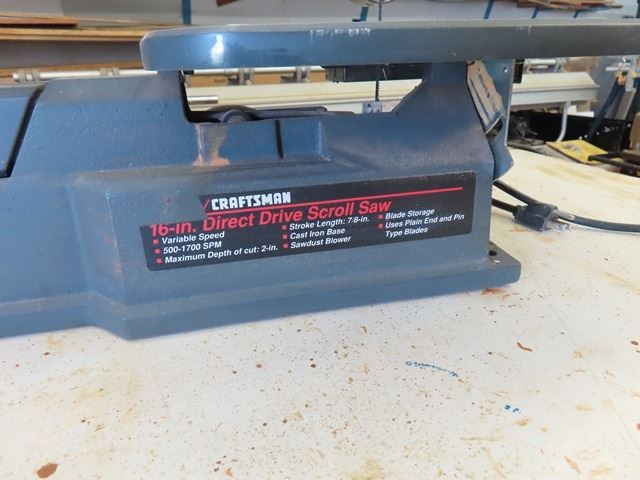 CRAFTSMAN
16-in. Direct Drive Scroll Saw
▪ Variable Speed
▪ 500-1700 SPM
▪ Maximum Depth of cut: 2-in.
▪ Stroke Length: 7/8-in.
▪ Cast Iron Base
▪ Sawdust Blower
▪ Blade Storage
▪ Uses Plain End and Pin
Type Blades